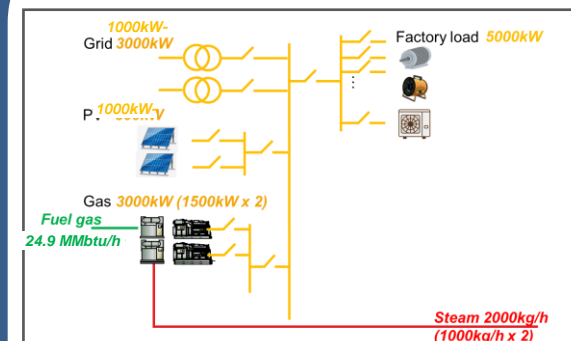 1000kW-
Grid 3000kW
Factory load 5000kW
1000kW-
Gas 3000kW (1500kW x 2)
Fuel gas
24.9 MMbtu/h
Steam 2000kg/h
(1000kg/h x 2)